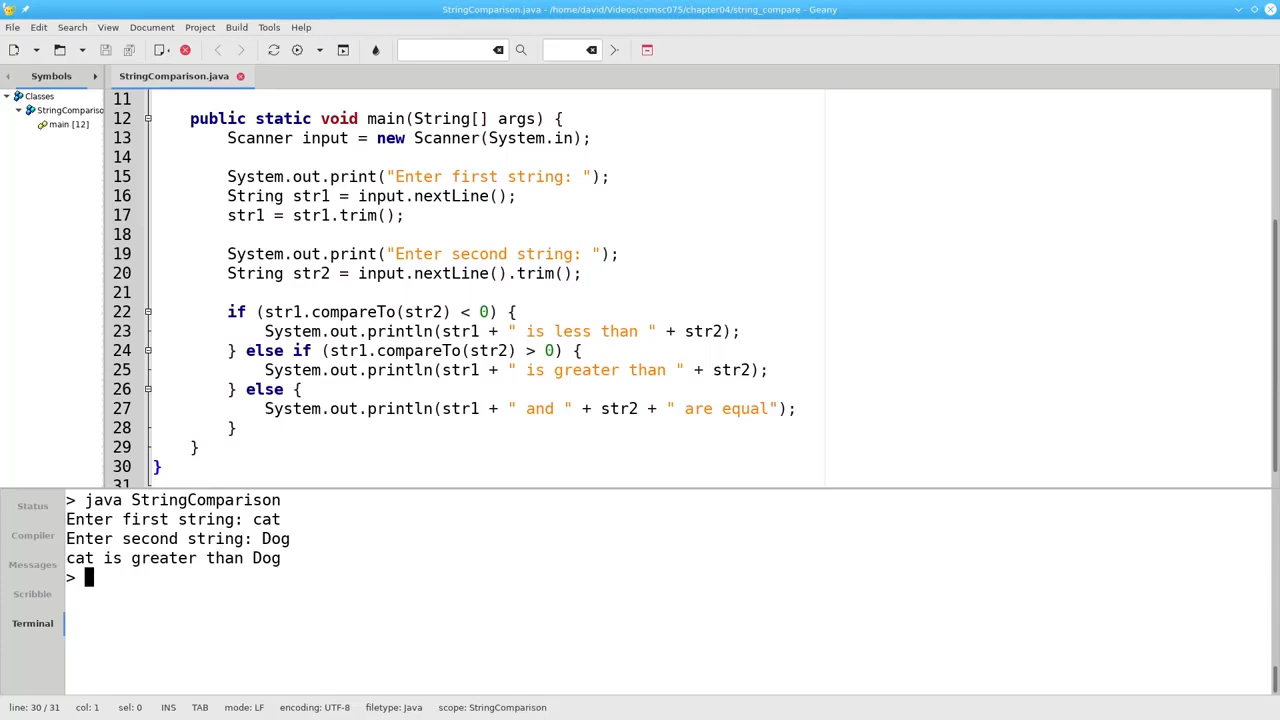 StringComparison.java - /home/david/Videos/comsc075/chapter04/string_compare - Geany
File Edit Search View Document Project Build Tools Help
Symbols
StringComparison.java
Classes
StringCompariso
main [12]
11
12 public static void main(String[] args) {
13 Scanner input = new Scanner(System.in);
14
15 System.out.print("Enter first string: ");
16 String str1 = input.nextLine();
17 str1 = str1.trim();
18
19 System.out.print("Enter second string: ");
20 String str2 = input.nextLine().trim();
21
22 if (str1.compareTo(str2) < 0) {
23 System.out.println(str1 + " is less than " + str2);
24 } else if (str1.compareTo(str2) > 0) {
25 System.out.println(str1 + " is greater than " + str2);
26 } else {
27 System.out.println(str1 + " and " + str2 + " are equal");
28 }
29 }
30 }
31
Status
Compiler
Messages
Scribble
Terminal
> java StringComparison
Enter first string: cat
Enter second string: Dog
cat is greater than Dog
>
line: 30 / 31 col: 1 sel: 0 INS TAB mode: LF encoding: UTF-8 filetype: Java scope: StringComparison